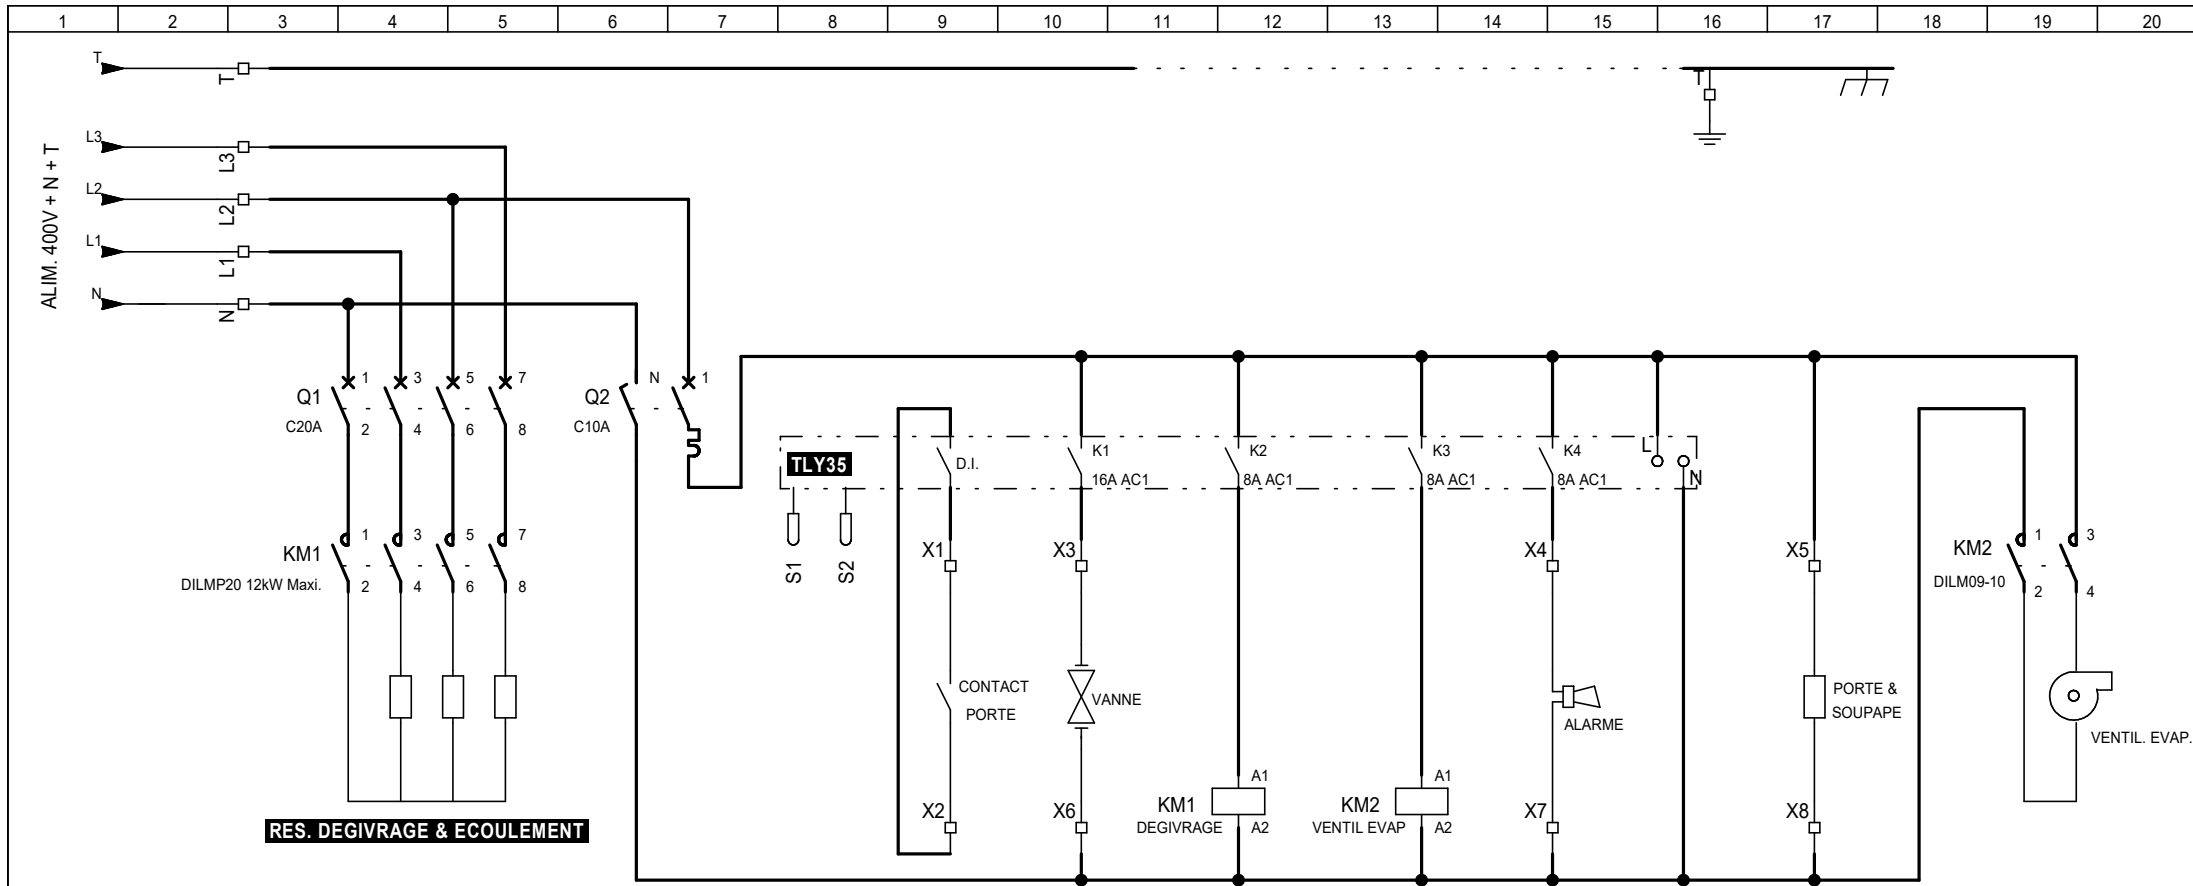 1 2 3 4 5 6 7 8 9 10 11 12 13 14 15 16 17 18 19 20
T
T
T
ALIM. 400V + N + T
L3
L3
L2
L2
L1
L1
N
N
Q1
C20A
1 3 5 7
2 4 6 8
Q2
C10A
N 1
TLY35
D.I.
K1
16A AC1
K2
8A AC1
K3
8A AC1
K4
8A AC1
L
N
S1
S2
KM1
DILMP20 12kW Maxi.
1 3 5 7
2 4 6 8
X1
X3
X4
X5
KM2
DILM09-10
1 3
2 4
CONTACT
PORTE
VANNE
ALARME
PORTE &
SOUPAPE
VENTIL. EVAP.
RES. DEGIVRAGE & ECOULEMENT
X2
X6
KM1
DEGIVRAGE
A1
A2
KM2
VENTIL EVAP
A1
A2
X7
X8